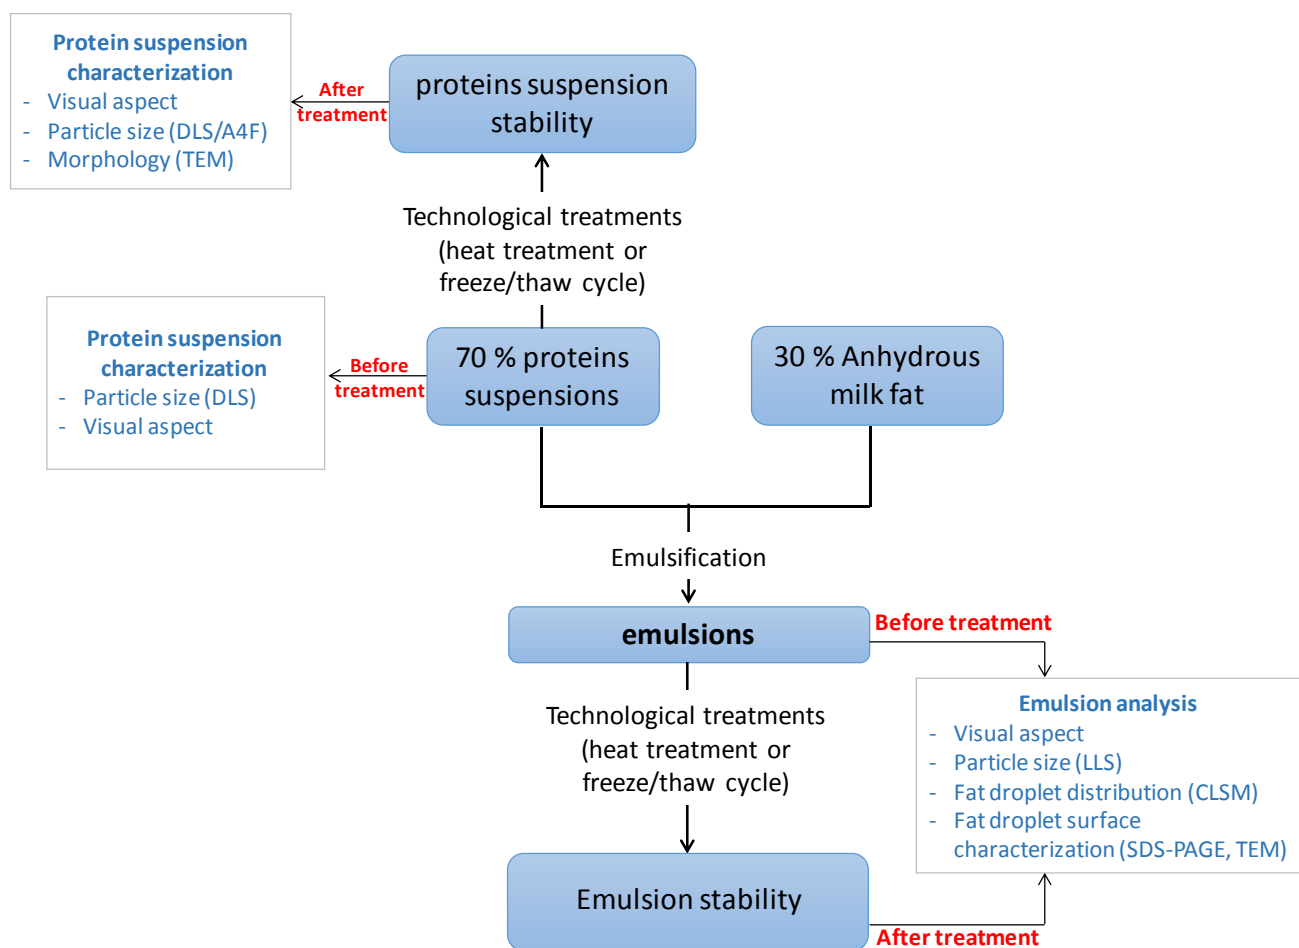 Protein suspension
characterization
- Visual aspect
- Particle size (DLS/A4F)
- Morphology (TEM)
After
treatment
proteins suspension
stability
Technological treatments
(heat treatment or
freeze/thaw cycle)
Protein suspension
characterization
- Particle size (DLS)
- Visual aspect
Before
treatment
70 % proteins
suspensions
30 % Anhydrous
milk fat
Emulsification
emulsions
Before treatment
Technological treatments
(heat treatment or
freeze/thaw cycle)
Emulsion analysis
- Visual aspect
- Particle size (LLS)
- Fat droplet distribution (CLSM)
- Fat droplet surface
characterization (SDS-PAGE, TEM)
Emulsion stability
After treatment